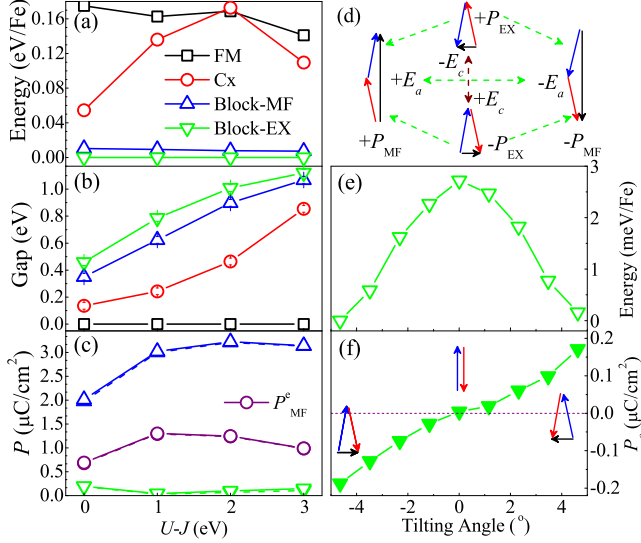 (a)
Energy (eV/Fe)
0.16
0.12
0.08
0.04
0.00
FM
Cx
Block-MF
Block-EX
(b)
Gap (eV)
1.0
0.8
0.6
0.4
0.2
0.0
(c)
P (μC/cm²)
3.0
2.5
2.0
1.5
1.0
0.5
0.0
PᵉMF
0 1 2 3
U-J (eV)
(d)
+PEX
-Ec
+Ea
-Ea
+Ec
+PMF
-PEX
-PMF
(e)
3
2
1
0
Energy (meV/Fe)
(f)
0.2
0.1
0.0
-0.1
-0.2
-4 -2 0 2 4
Tilting Angle (°)